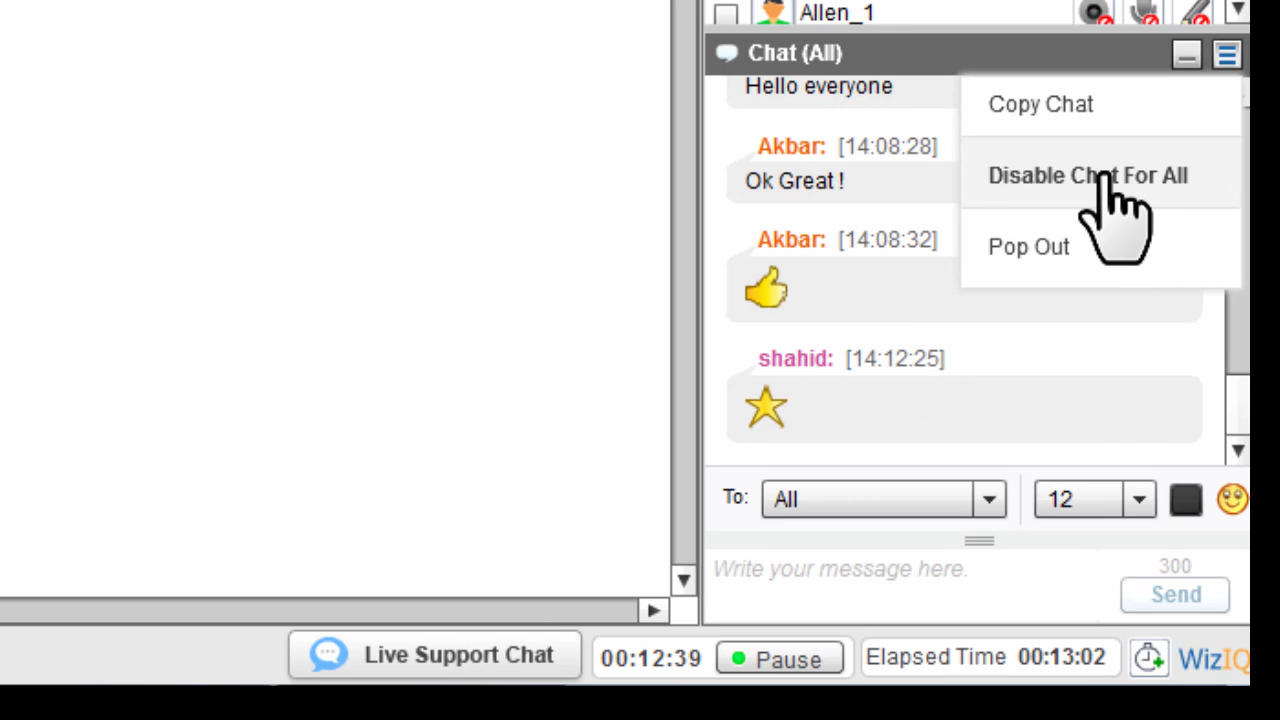 Allen_1
Chat (All)
Hello everyone
Copy Chat
Akbar: [14:08:28]
Disable Chat For All
Ok Great !
Akbar: [14:08:32]
Pop Out
shahid: [14:12:25]
To: All 12
Write your message here. 300
Send
Live Support Chat 00:12:39 Pause Elapsed Time 00:13:02 WizIQ